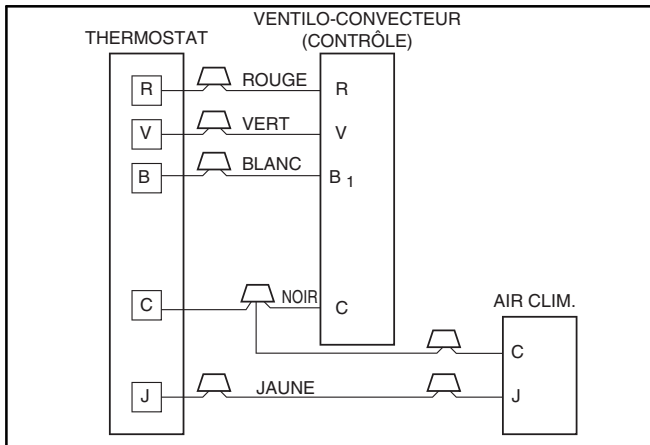 VENTILO-CONVECTEUR
(CONTRÔLE)
THERMOSTAT
R ROUGE R
V VERT V
B BLANC B 1
C NOIR C
AIR CLIM.
C
J JAUNE J